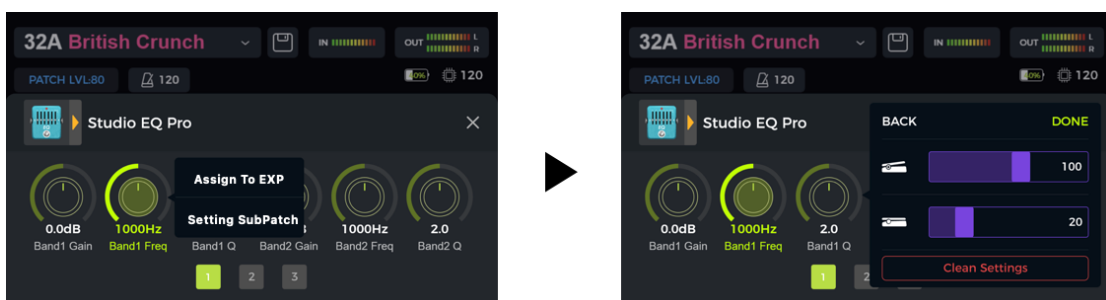 32A British Crunch
IN
OUT
L
R
PATCH LVL:80
120
120
Studio EQ Pro
Assign To EXP
Setting SubPatch
0.0dB
1000Hz
1000Hz
2.0
Band1 Gain
Band1 Freq
Band1 Q
Band2 Gain
Band2 Freq
Band2 Q
1
2
3
32A British Crunch
IN
OUT
L
R
PATCH LVL:80
120
120
Studio EQ Pro
BACK
DONE
100
20
Clean Settings
0.0dB
1000Hz
2.0
Band1 Gain
Band1 Freq
Band1 Q
1
2